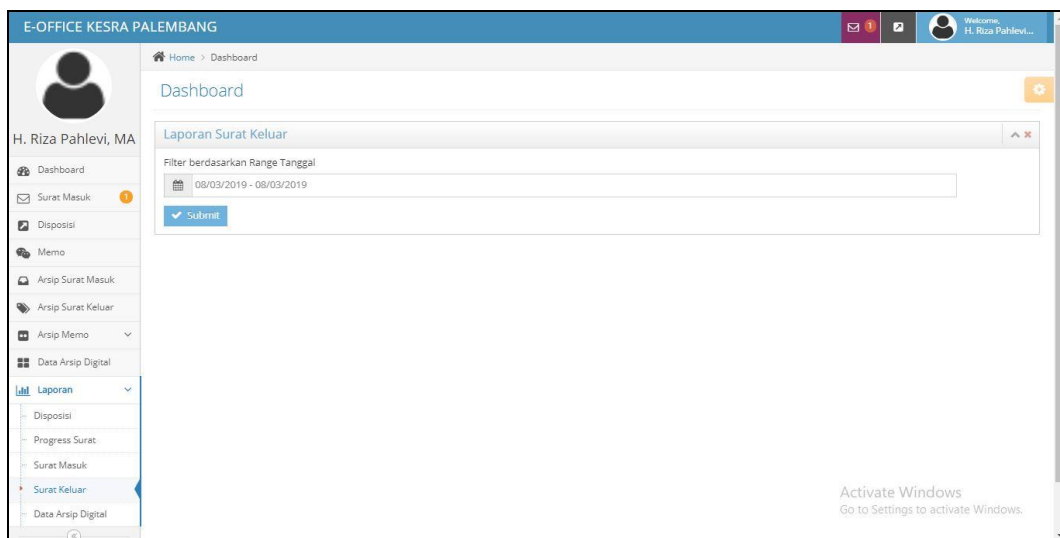 E-OFFICE KESRA PALEMBANG
1
Welcome,
H. Riza Pahlevi...
H. Riza Pahlevi, MA
Dashboard
Surat Masuk 1
Disposisi
Memo
Arsip Surat Masuk
Arsip Surat Keluar
Arsip Memo
Data Arsip Digital
Laporan
Disposisi
Progress Surat
Surat Masuk
Surat Keluar
Data Arsip Digital
Home > Dashboard
Dashboard
Laporan Surat Keluar
Filter berdasarkan Range Tanggal
08/03/2019 - 08/03/2019
Submit
Activate Windows
Go to Settings to activate Windows.